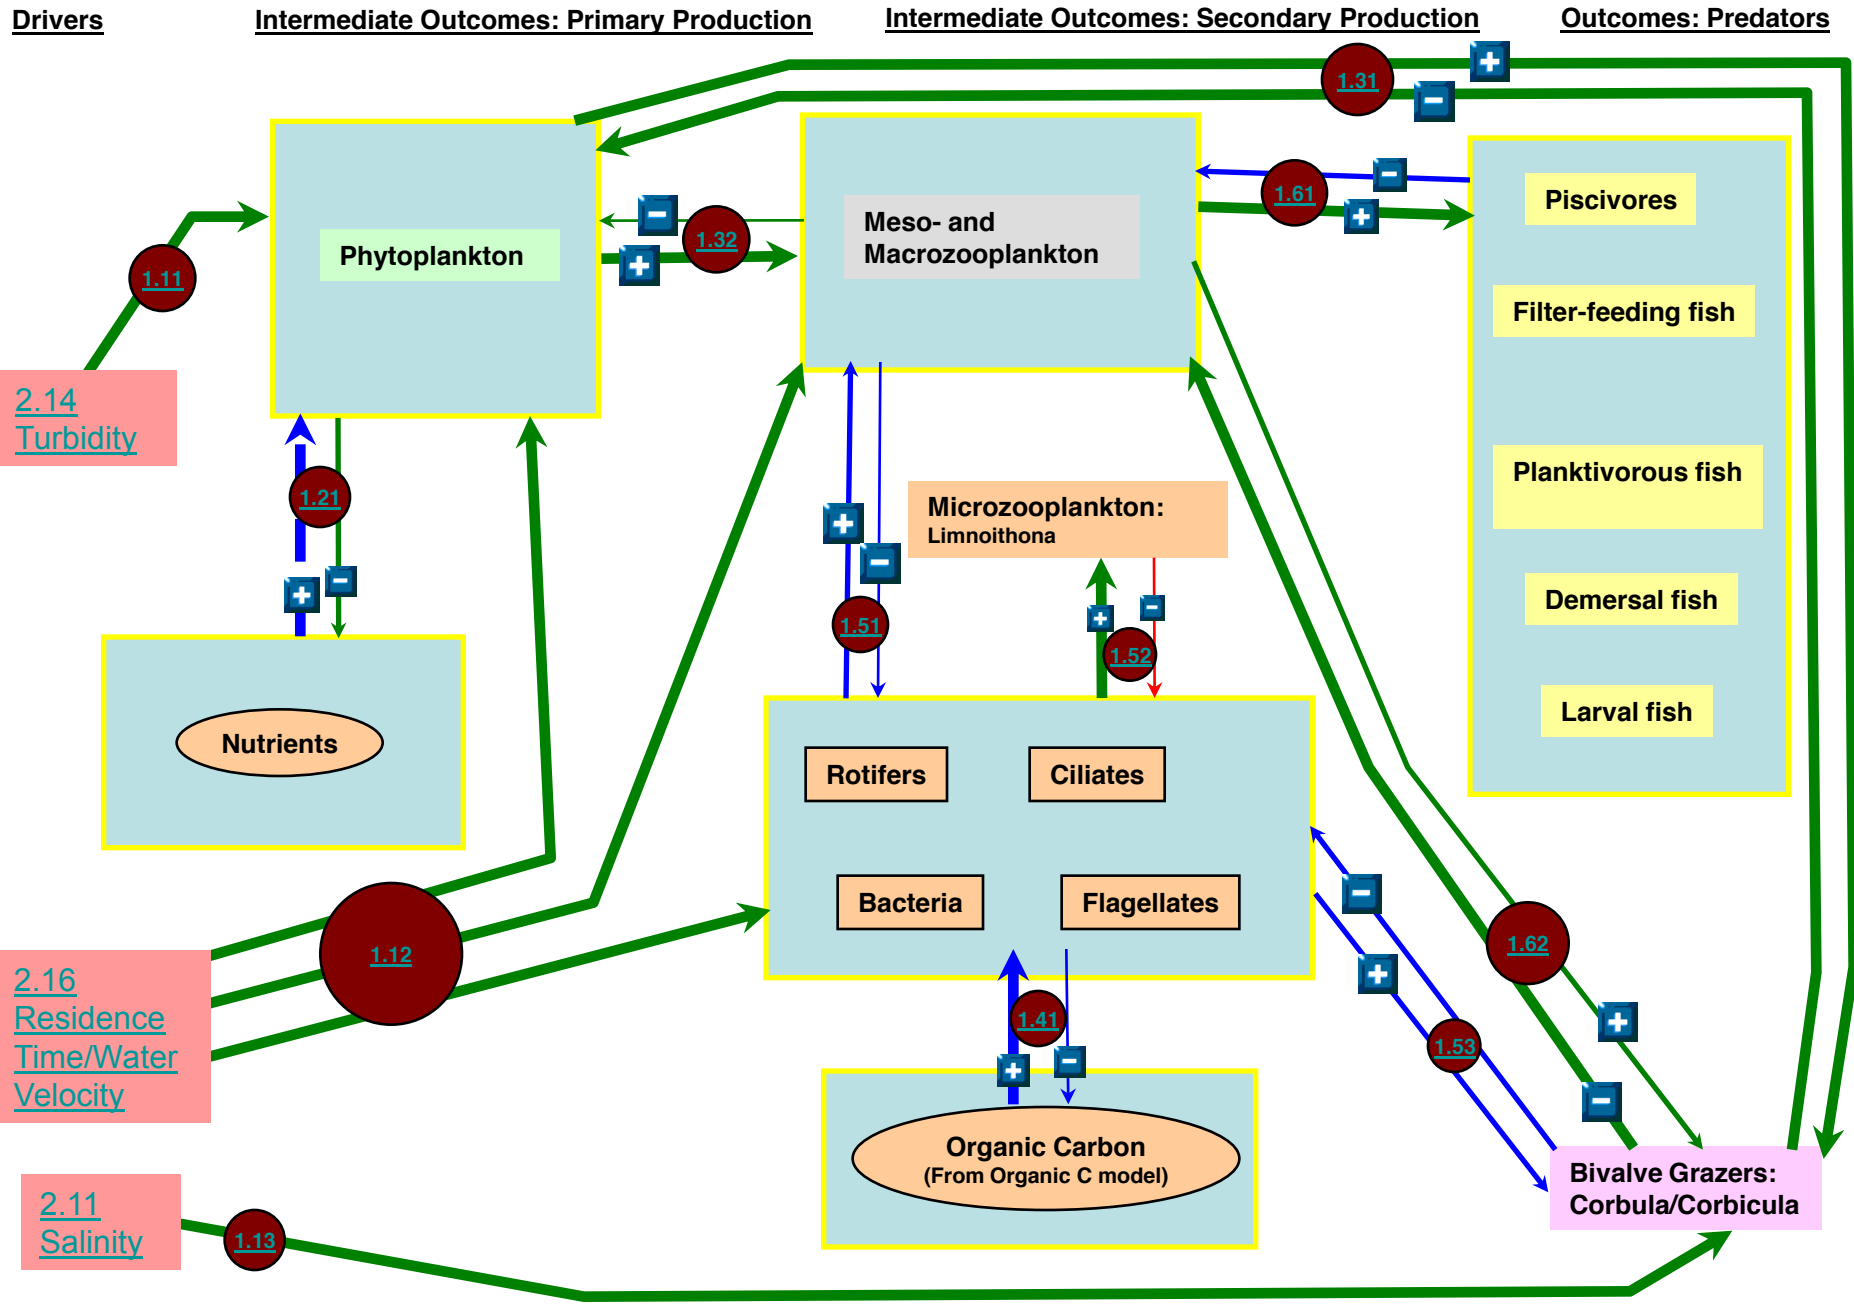 Drivers
Intermediate Outcomes: Primary Production
Intermediate Outcomes: Secondary Production
Outcomes: Predators
+
1.31
−
Piscivores
−
1.61
+
Meso- and
Macrozooplankton
−
1.32
+
Phytoplankton
1.11
Filter-feeding fish
2.14
Turbidity
Planktivorous fish
1.21
+
−
Microzooplankton:
Limnoithona
+
−
−
+
1.51
+
−
1.52
Demersal fish
Larval fish
Nutrients
Rotifers
Ciliates
Bacteria
Flagellates
−
+
1.62
1.12
2.16
Residence
Time/Water
Velocity
1.41
+
−
1.53
+
−
Organic Carbon
(From Organic C model)
Bivalve Grazers:
Corbula/Corbicula
2.11
Salinity
1.13